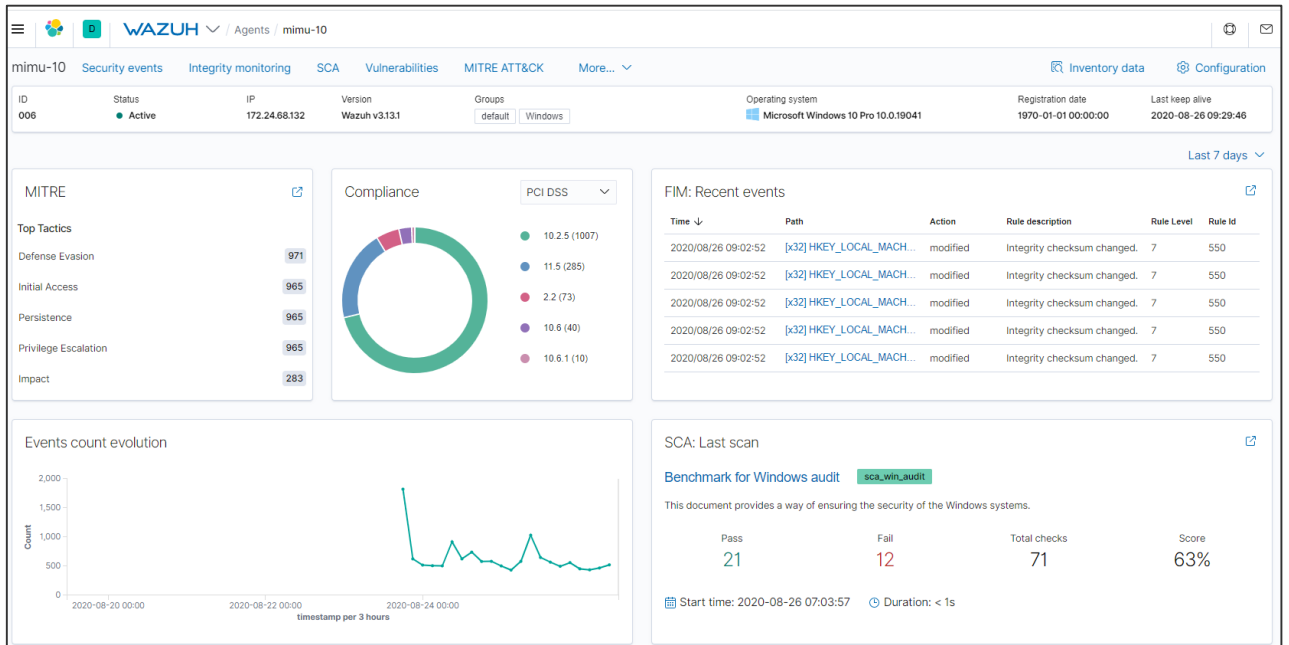 D WAZUH / Agents / mimu-10
mimu-10 Security events Integrity monitoring SCA Vulnerabilities MITRE ATT&CK More... Inventory data Configuration
ID Status IP Version Groups Operating system Registration date Last keep alive
006 Active 172.24.68.132 Wazuh v3.13.1 default Windows Microsoft Windows 10 Pro 10.0.19041 1970-01-01 00:00:00 2020-08-26 09:29:46
Last 7 days
MITRE
Top Tactics
Defense Evasion 971
Initial Access 965
Persistence 965
Privilege Escalation 965
Impact 283
Compliance PCI DSS
10.2.5 (1007)
11.5 (285)
2.2 (73)
10.6 (40)
10.6.1 (10)
FIM: Recent events
Time Path Action Rule description Rule Level Rule Id
2020/08/26 09:02:52 [x32] HKEY_LOCAL_MACH... modified Integrity checksum changed. 7 550
2020/08/26 09:02:52 [x32] HKEY_LOCAL_MACH... modified Integrity checksum changed. 7 550
2020/08/26 09:02:52 [x32] HKEY_LOCAL_MACH... modified Integrity checksum changed. 7 550
2020/08/26 09:02:52 [x32] HKEY_LOCAL_MACH... modified Integrity checksum changed. 7 550
2020/08/26 09:02:52 [x32] HKEY_LOCAL_MACH... modified Integrity checksum changed. 7 550
Events count evolution
2,000
1,500
1,000
500
0
Count
2020-08-20 00:00 2020-08-22 00:00 2020-08-24 00:00
timestamp per 3 hours
SCA: Last scan
Benchmark for Windows audit sca_win_audit
This document provides a way of ensuring the security of the Windows systems.
Pass Fail Total checks Score
21 12 71 63%
Start time: 2020-08-26 07:03:57 Duration: < 1s